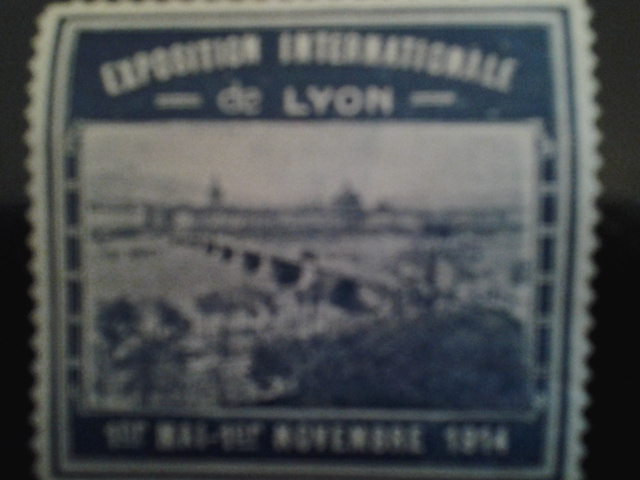 EXPOSITION INTERNATIONALE
de LYON
1er MAI - 1er NOVEMBRE 1914